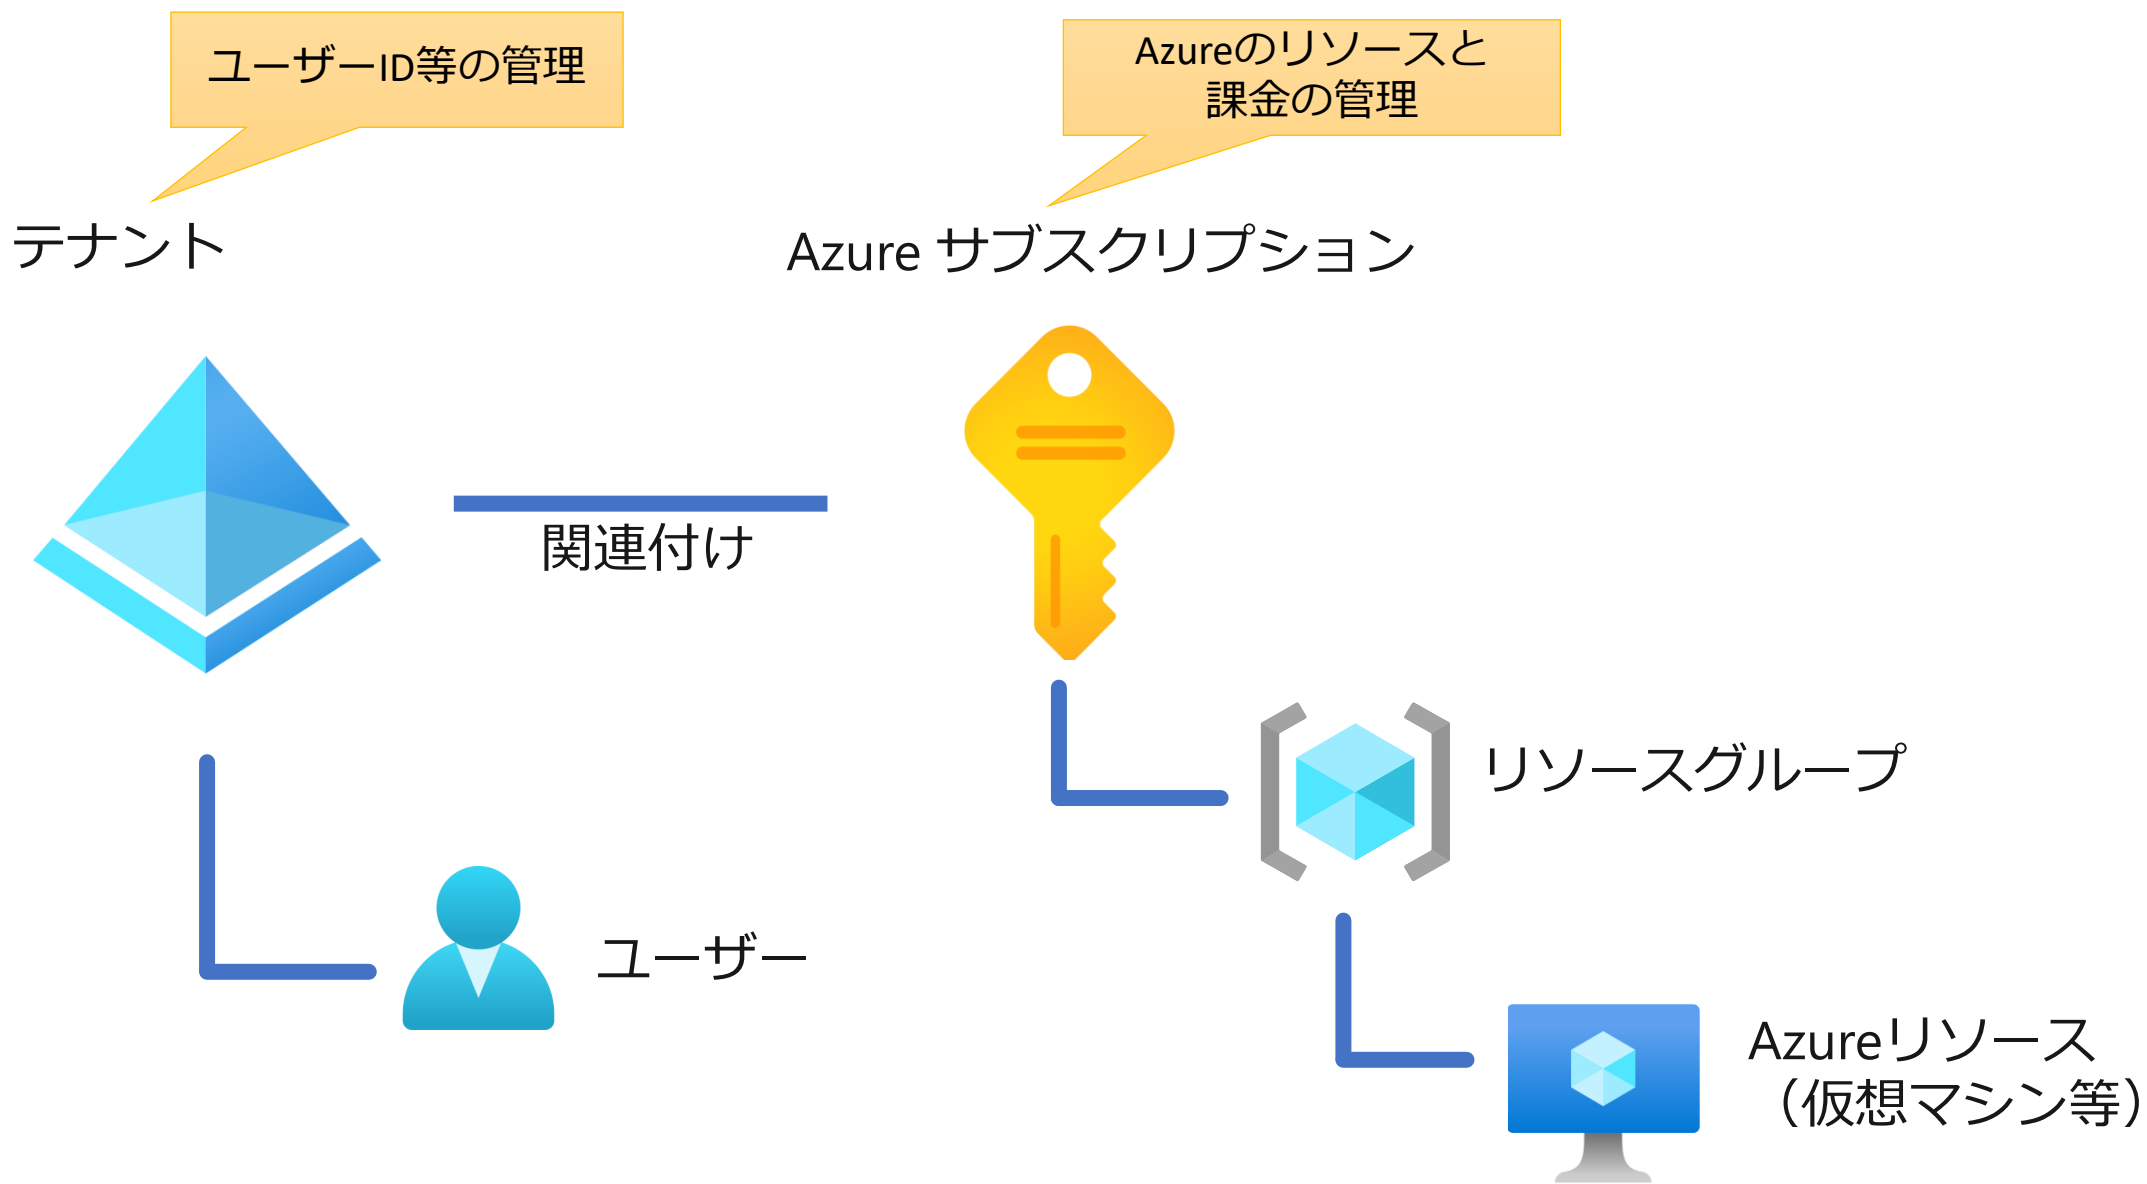 ユーザーID等の管理
Azureのリソースと
課金の管理
テナント
Azure サブスクリプション
関連付け
リソースグループ
ユーザー
Azureリソース
（仮想マシン等）